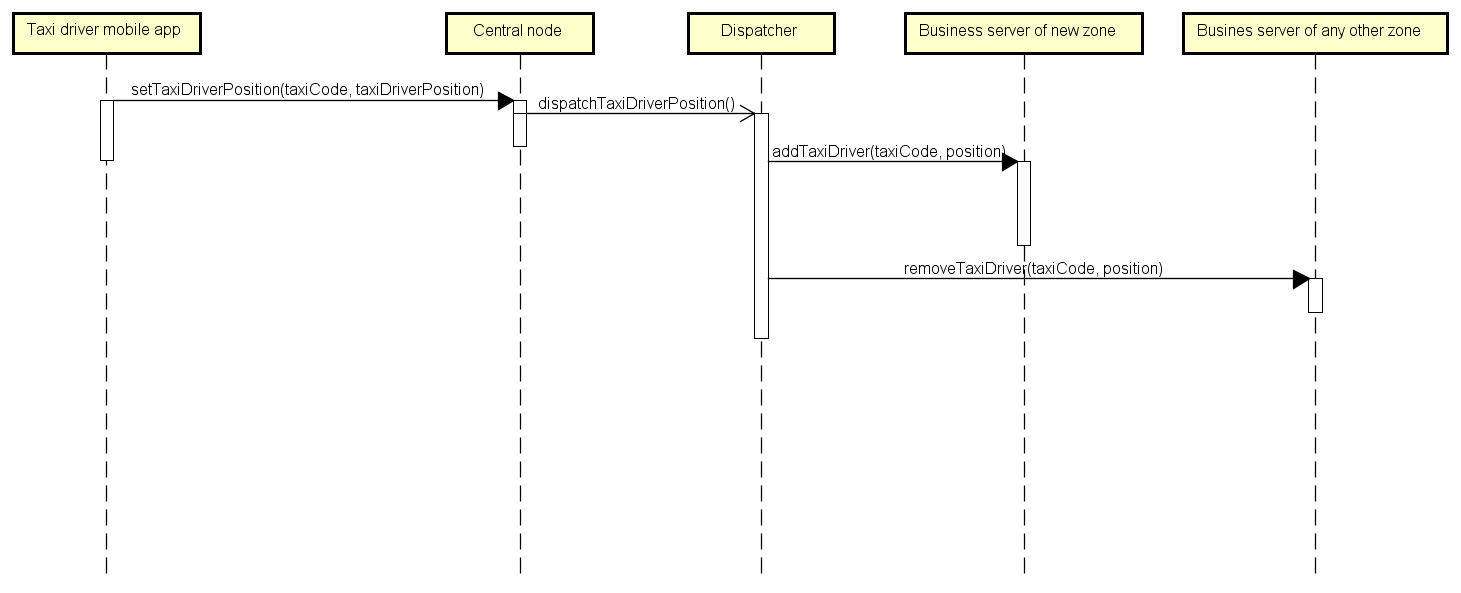 Taxi driver mobile app
Central node
Dispatcher
Business server of new zone
Busines server of any other zone
setTaxiDriverPosition(taxiCode, taxiDriverPosition)
dispatchTaxiDriverPosition()
addTaxiDriver(taxiCode, position)
removeTaxiDriver(taxiCode, position)